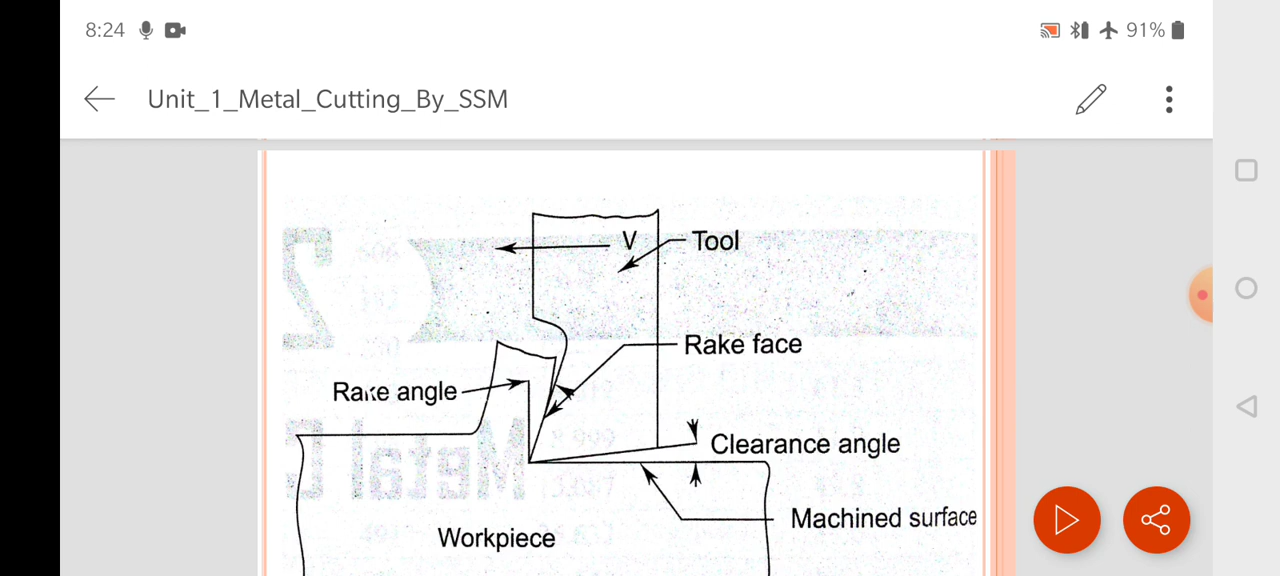 8:24
91%
Unit_1_Metal_Cutting_By_SSM
V
Tool
Rake face
Rake angle
Clearance angle
Machined surface
Workpiece